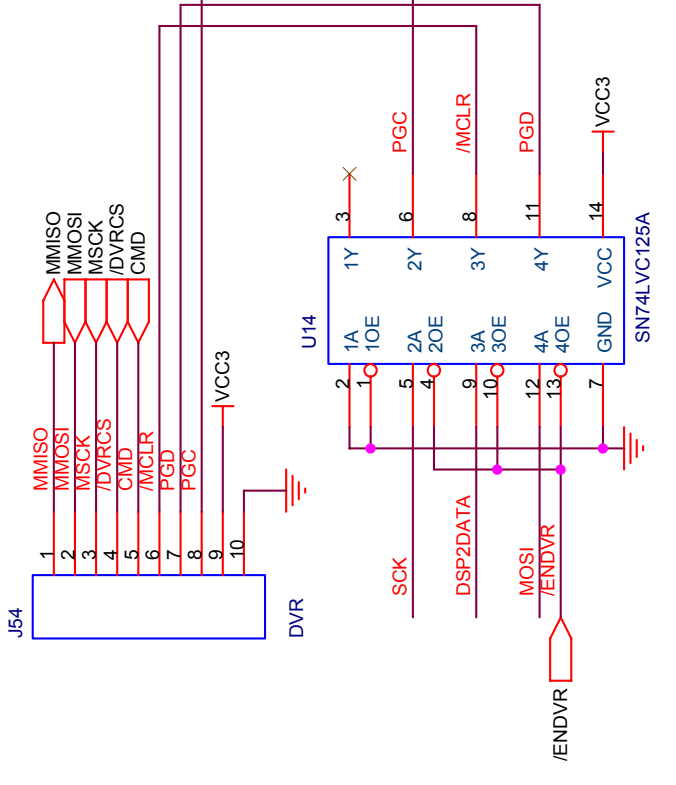 PGC
/MCLR
PGD
VCC3
3
6
8
11
14
1Y
2Y
3Y
4Y
VCC
U14
SN74LVC125A
1A
1OE
2A
2OE
3A
3OE
4A
4OE
GND
2
1
5
4
9
10
12
13
7
SCK
DSP2DATA
MOSI
/ENDVR
/ENDVR
MMISO
MMOSI
MSCK
/DVRCS
CMD
VCC3
MMISO
MMOSI
MSCK
/DVRCS
CMD
/MCLR
PGD
PGC
1
2
3
4
5
6
7
8
9
10
J54
DVR